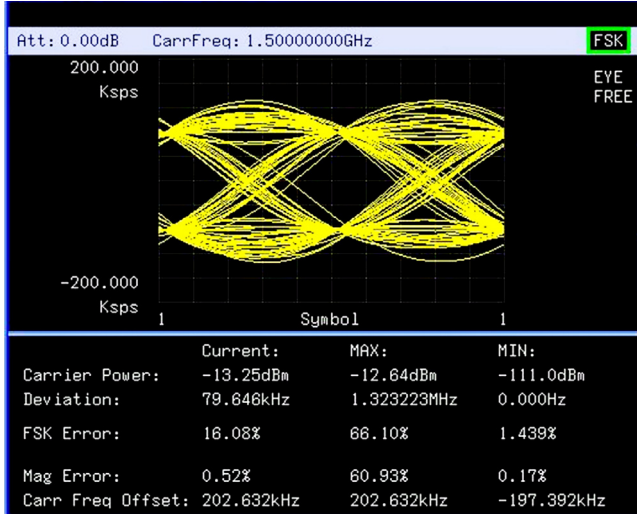 Att: 0.00dB CarrFreq: 1.50000000GHz FSK
200.000
Ksps
EYE
FREE
-200.000
Ksps
1 Symbol 1
Current: MAX: MIN:
Carrier Power: -13.25dBm -12.64dBm -111.0dBm
Deviation: 79.646kHz 1.323223MHz 0.000Hz
FSK Error: 16.08% 66.10% 1.439%
Mag Error: 0.52% 60.93% 0.17%
Carr Freq Offset: 202.632kHz 202.632kHz -197.392kHz